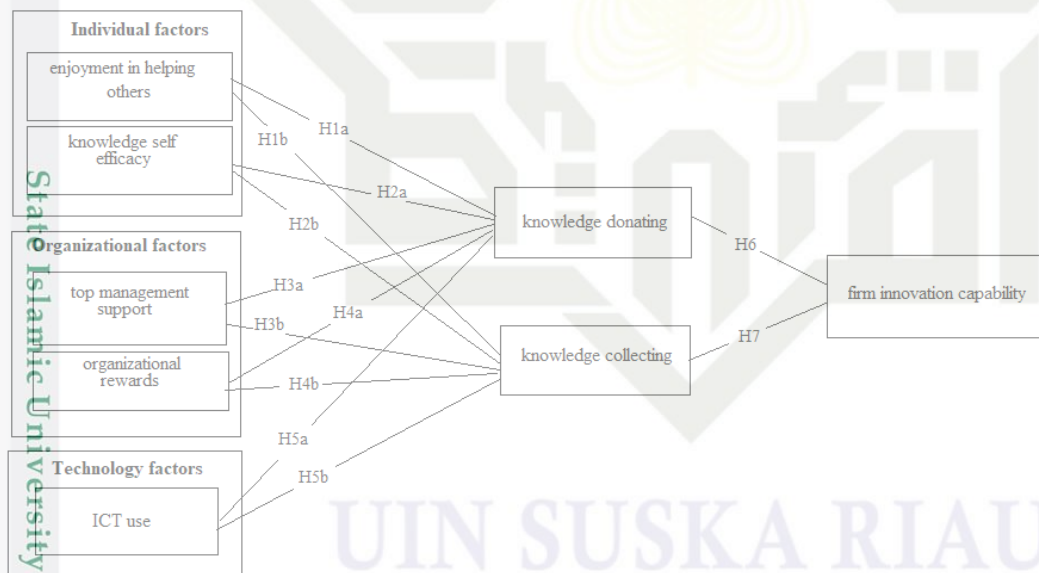 Individual factors
enjoyment in helping
others
knowledge self
efficacy
Organizational factors
top management
support
organizational
rewards
Technology factors
ICT use
H1a
H1b
H2a
H2b
H3a
H3b
H4a
H4b
H5a
H5b
knowledge donating
knowledge collecting
H6
H7
firm innovation capability
State Islamic University
UIN SUSKA RIAU